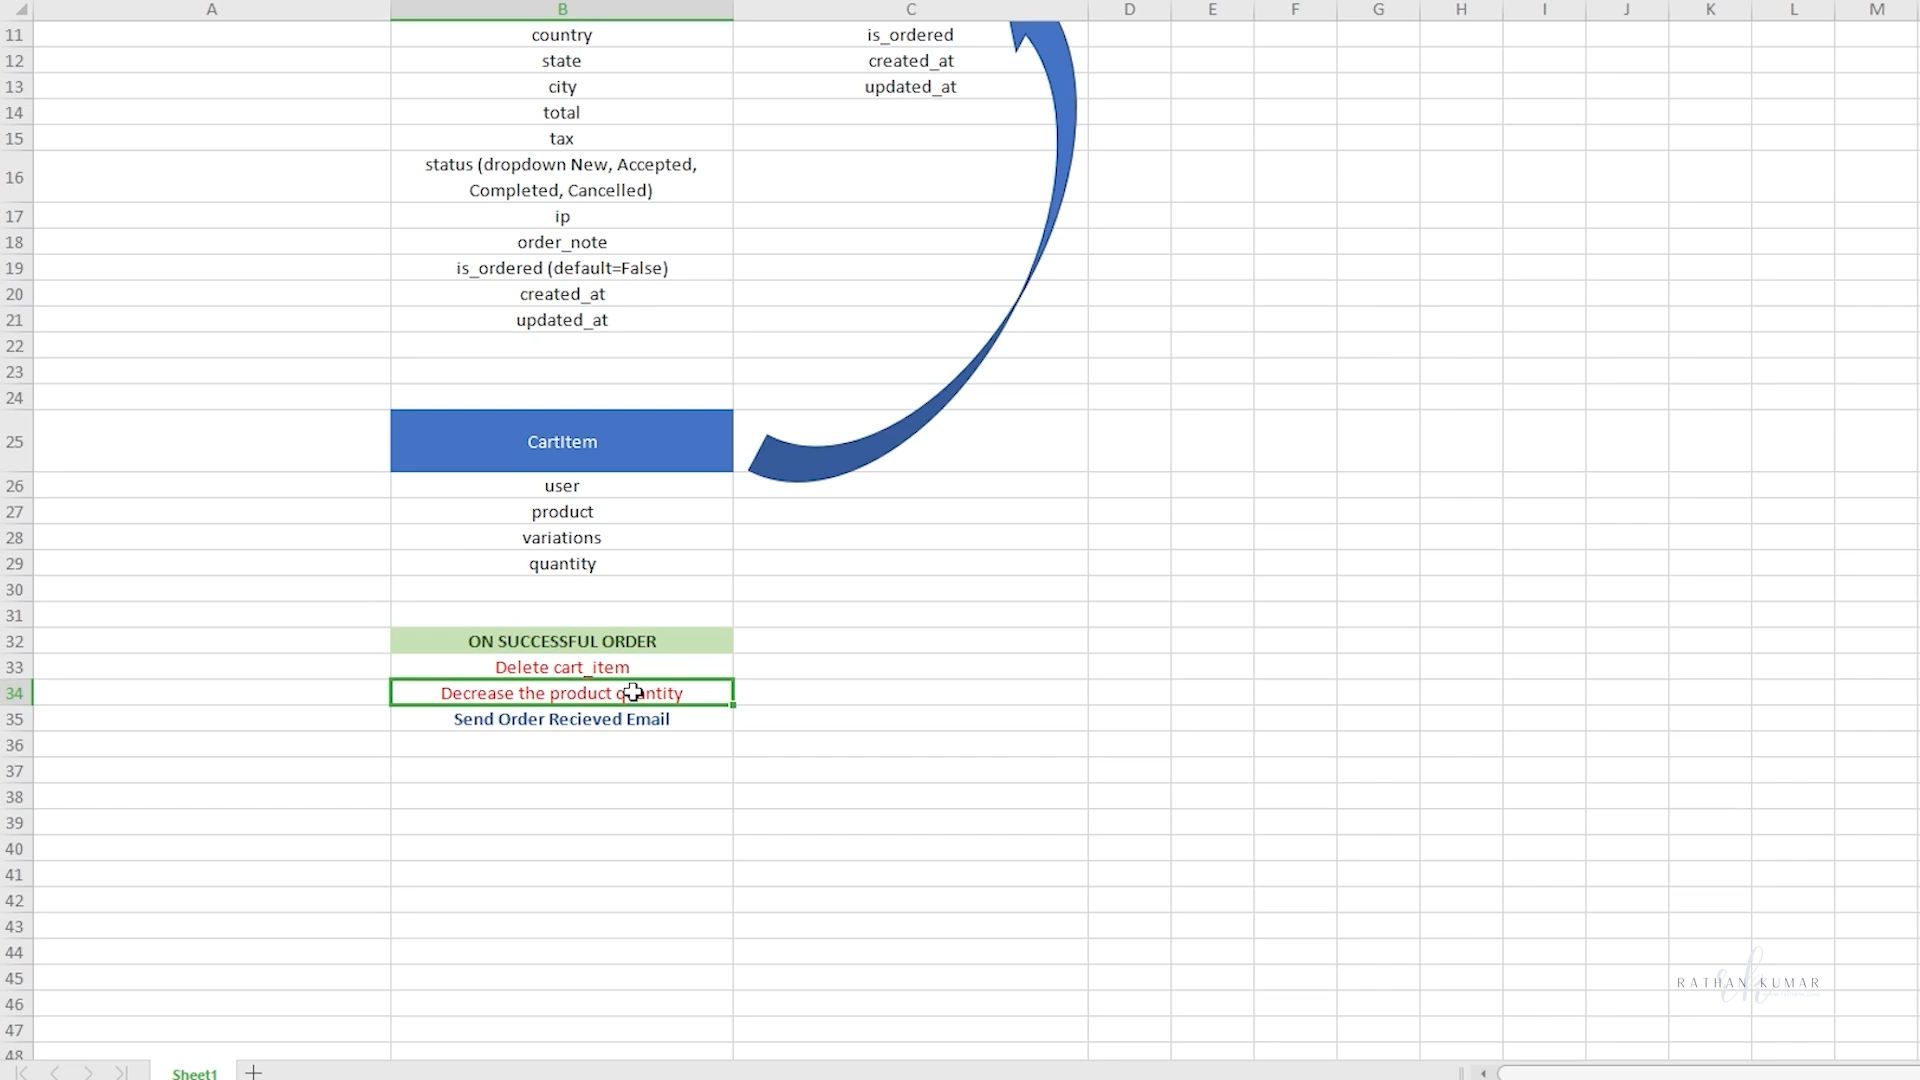 A B C D E F G H I J K L M
11 country is_ordered
12 state created_at
13 city updated_at
14 total
15 tax
16 status (dropdown New, Accepted,
Completed, Cancelled)
17 ip
18 order_note
19 is_ordered (default=False)
20 created_at
21 updated_at
22
23
24
25 CartItem
26 user
27 product
28 variations
29 quantity
30
31
32 ON SUCCESSFUL ORDER
33 Delete cart_item
34 Decrease the product quantity
35 Send Order Recieved Email
36
37
38
39
40
41
42
43
44
45
RATHAN KUMAR
46
47
48
Sheet1